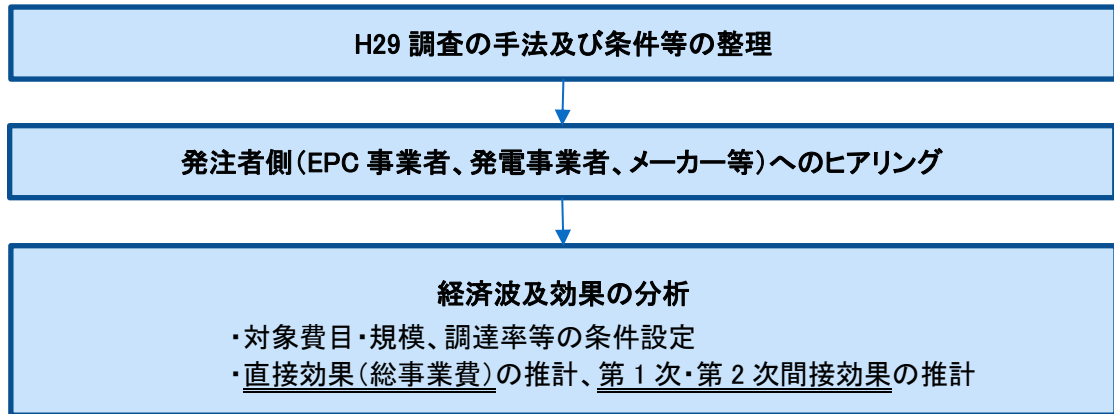 H29 調査の手法及び条件等の整理
発注者側（EPC 事業者、発電事業者、メーカー等）へのヒアリング
経済波及効果の分析
・対象費目・規模、調達率等の条件設定
・直接効果（総事業費）の推計、第１次・第２次間接効果の推計